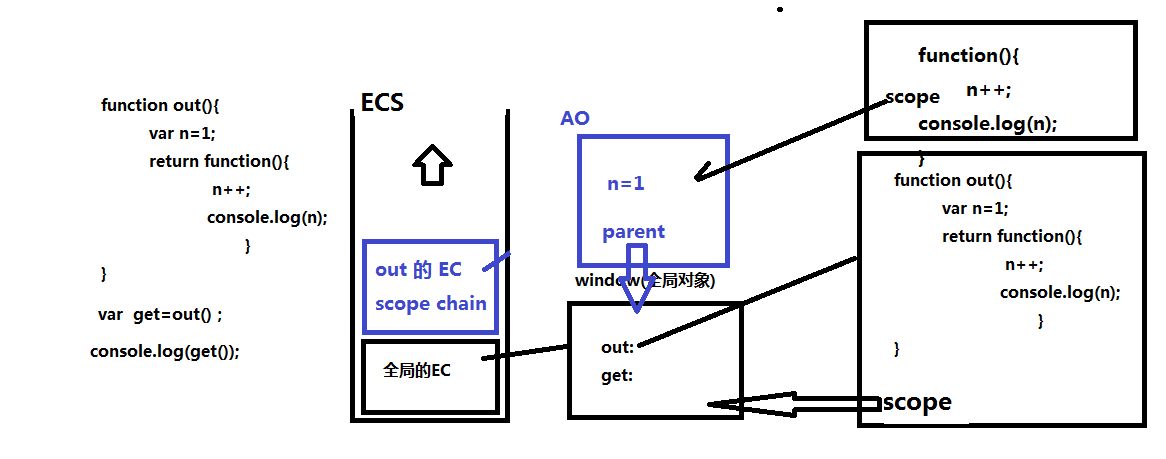 function out(){
var n=1;
return function(){
n++;
console.log(n);
}
}
var get=out() ;
console.log(get());
ECS
out 的 EC
scope chain
全局的EC
AO
n=1
parent
window(全局对象)
out:
get:
function(){
scope n++;
console.log(n);
}
function out(){
var n=1;
return function(){
n++;
console.log(n);
}
}
scope